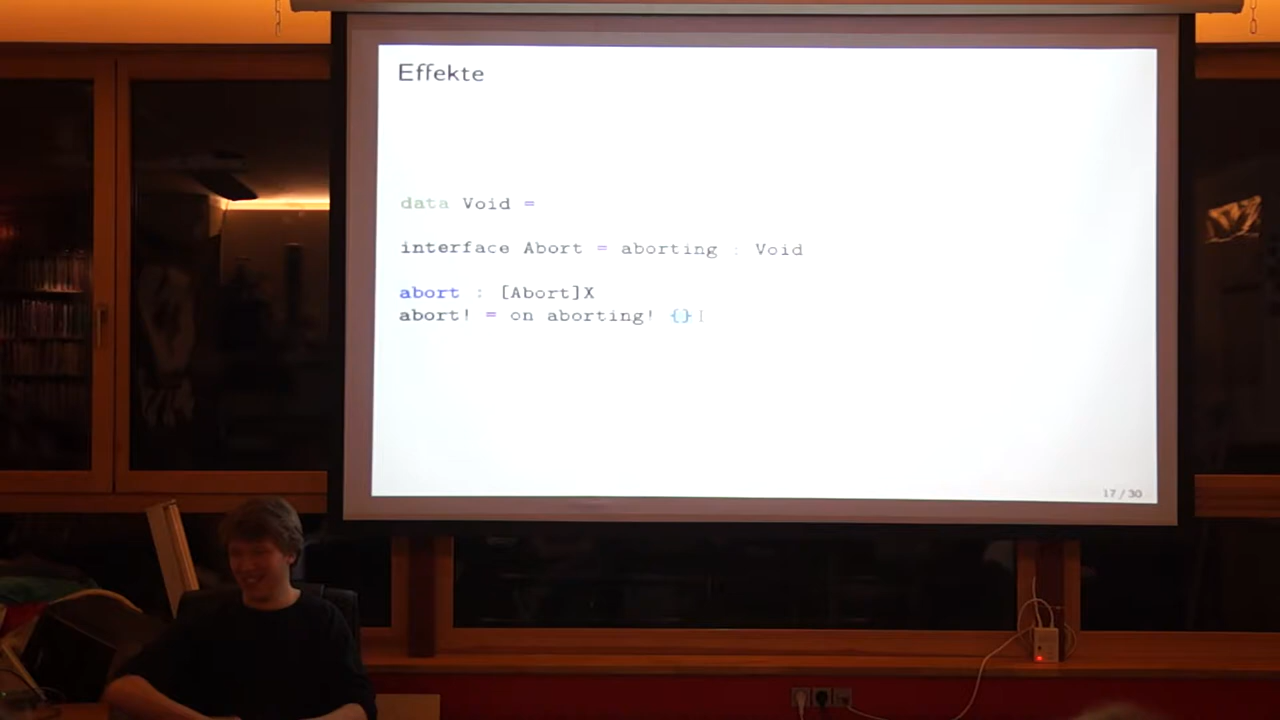 Effekte
data Void =
interface Abort = aborting : Void
abort : [Abort]X
abort! = on aborting! {}
17 / 30